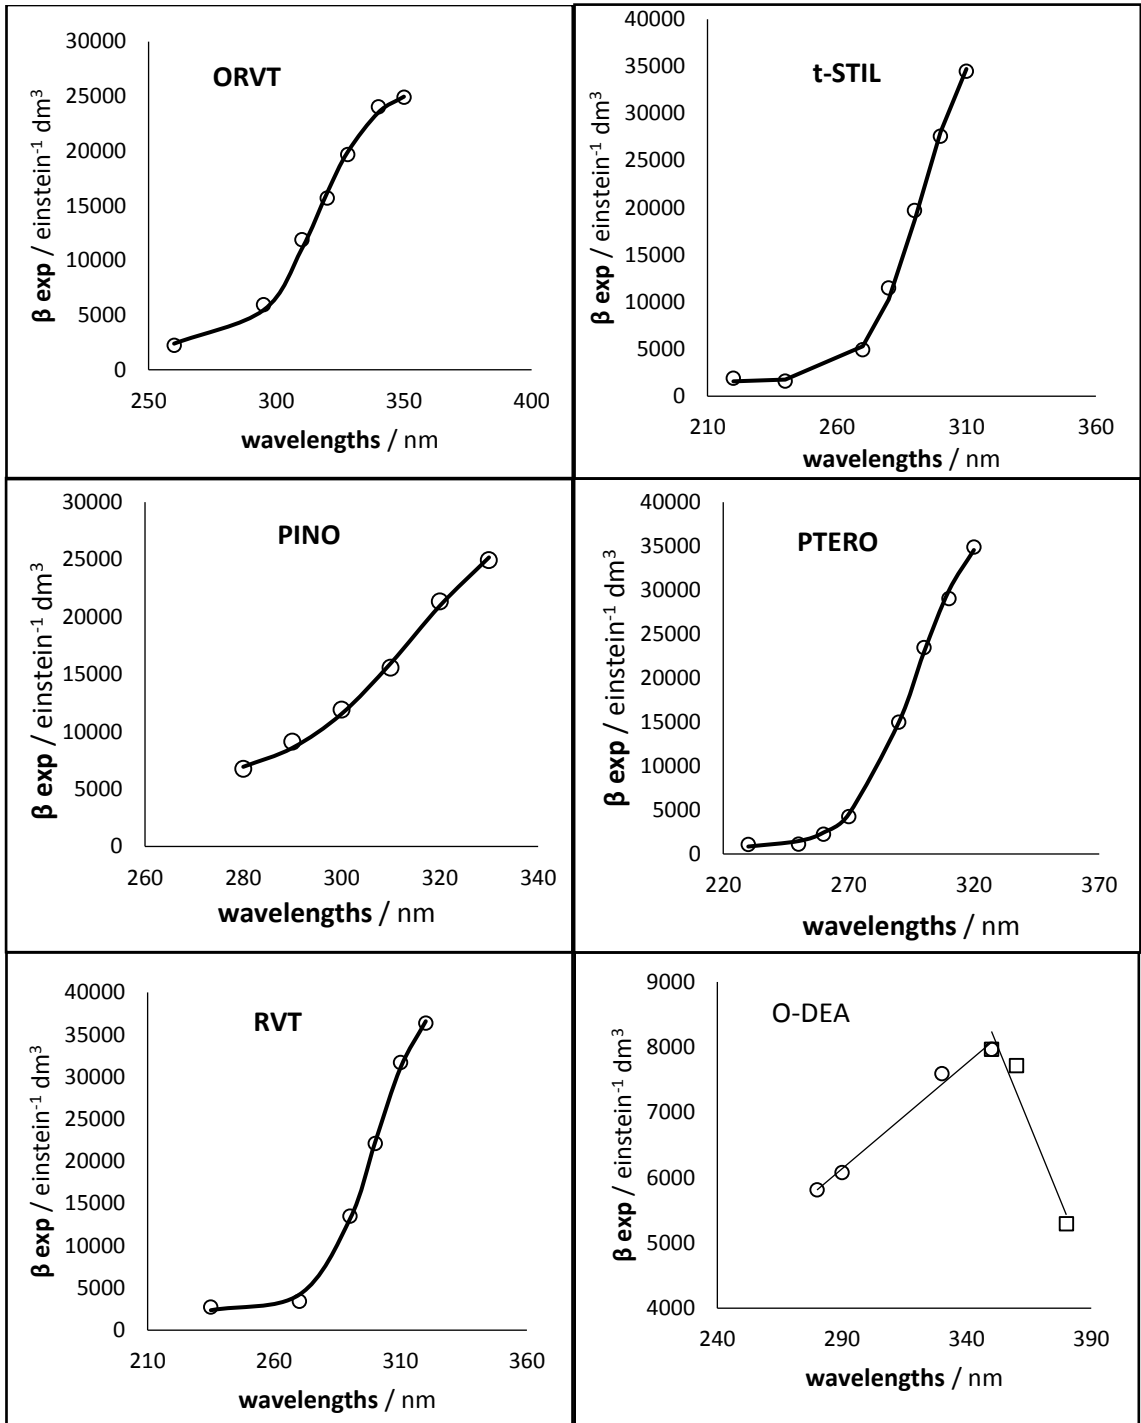 ORVT
β exp / einstein⁻¹ dm³
30000
25000
20000
15000
10000
5000
0
250 300 350 400
wavelengths / nm
t-STIL
β exp / einstein⁻¹ dm³
40000
35000
30000
25000
20000
15000
10000
5000
0
210 260 310 360
wavelengths / nm
PINO
β exp / einstein⁻¹ dm³
30000
25000
20000
15000
10000
5000
0
260 280 300 320 340
wavelengths / nm
PTERO
β exp / einstein⁻¹ dm³
40000
35000
30000
25000
20000
15000
10000
5000
0
220 270 320 370
wavelengths / nm
RVT
β exp / einstein⁻¹ dm³
40000
35000
30000
25000
20000
15000
10000
5000
0
210 260 310 360
wavelengths / nm
O-DEA
β exp / einstein⁻¹ dm³
9000
8000
7000
6000
5000
4000
240 290 340 390
wavelengths / nm